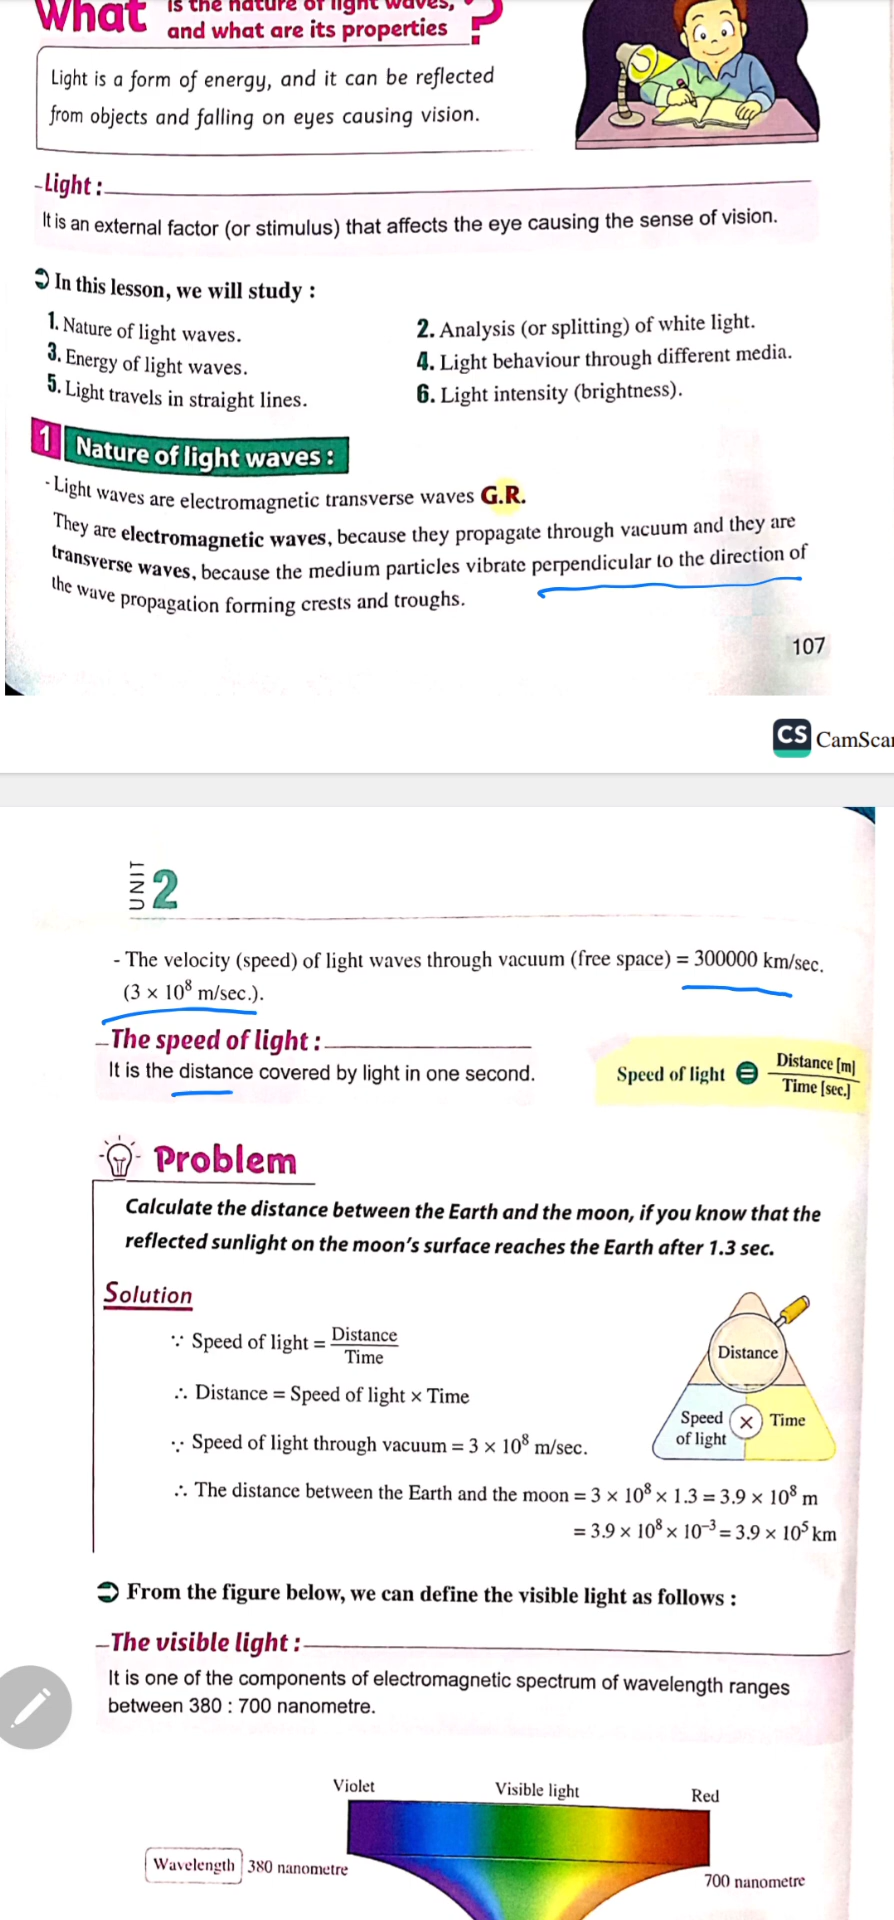 What is the nature of light waves,
and what are its properties ?
Light is a form of energy, and it can be reflected
from objects and falling on eyes causing vision.
-Light :
It is an external factor (or stimulus) that affects the eye causing the sense of vision.
In this lesson, we will study :
1. Nature of light waves.
2. Analysis (or splitting) of white light.
3. Energy of light waves.
4. Light behaviour through different media.
5. Light travels in straight lines.
6. Light intensity (brightness).
1 Nature of light waves :
- Light waves are electromagnetic transverse waves G.R.
They are electromagnetic waves, because they propagate through vacuum and they are
transverse waves, because the medium particles vibrate perpendicular to the direction of
the wave propagation forming crests and troughs.
107
CS CamScan
UNIT 2
- The velocity (speed) of light waves through vacuum (free space) = 300000 km/sec.
(3 × 10⁸ m/sec.).
-The speed of light :
It is the distance covered by light in one second.
Speed of light = Distance [m] / Time [sec.]
Problem
Calculate the distance between the Earth and the moon, if you know that the
reflected sunlight on the moon's surface reaches the Earth after 1.3 sec.
Solution
∵ Speed of light = Distance / Time
∴ Distance = Speed of light × Time
∵ Speed of light through vacuum = 3 × 10⁸ m/sec.
Distance
Speed of light × Time
∴ The distance between the Earth and the moon = 3 × 10⁸ × 1.3 = 3.9 × 10⁸ m
= 3.9 × 10⁸ × 10⁻³ = 3.9 × 10⁵ km
From the figure below, we can define the visible light as follows :
-The visible light :
It is one of the components of electromagnetic spectrum of wavelength ranges
between 380 : 700 nanometre.
Violet Visible light Red
Wavelength 380 nanometre 700 nanometre